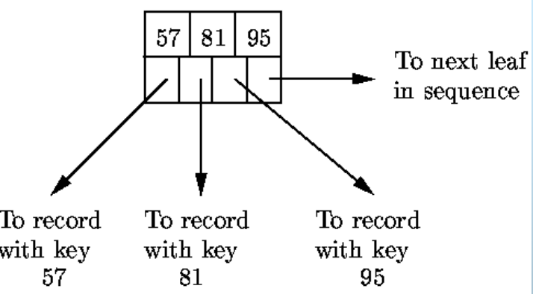 57 81 95
To next leaf
in sequence
To record
with key
57
To record
with key
81
To record
with key
95